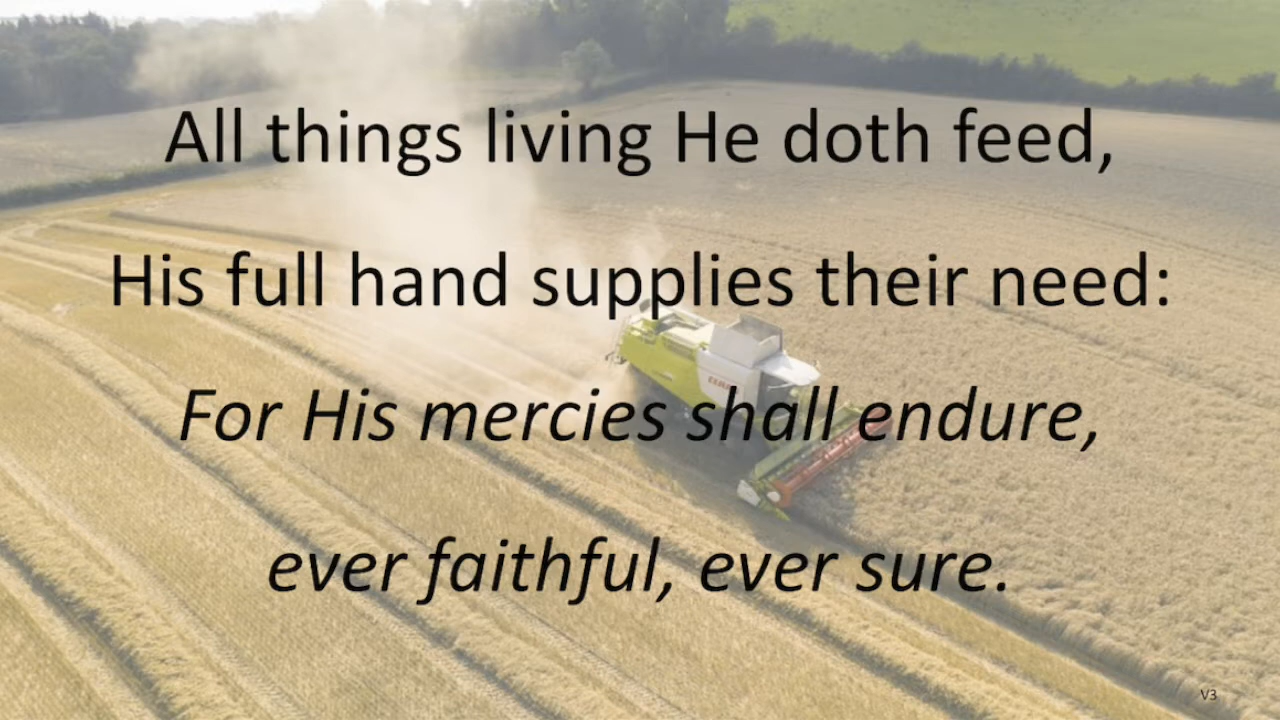 All things living He doth feed,
His full hand supplies their need:
For His mercies shall endure,
ever faithful, ever sure.
CLAAS
V3